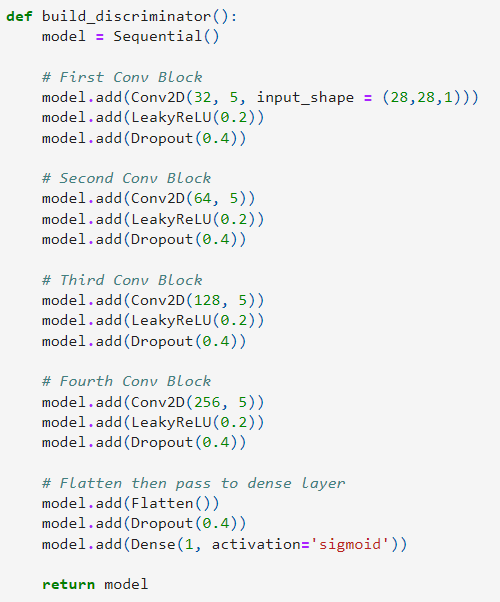 def build_discriminator():
    model = Sequential()

    # First Conv Block
    model.add(Conv2D(32, 5, input_shape = (28,28,1)))
    model.add(LeakyReLU(0.2))
    model.add(Dropout(0.4))

    # Second Conv Block
    model.add(Conv2D(64, 5))
    model.add(LeakyReLU(0.2))
    model.add(Dropout(0.4))

    # Third Conv Block
    model.add(Conv2D(128, 5))
    model.add(LeakyReLU(0.2))
    model.add(Dropout(0.4))

    # Fourth Conv Block
    model.add(Conv2D(256, 5))
    model.add(LeakyReLU(0.2))
    model.add(Dropout(0.4))

    # Flatten then pass to dense layer
    model.add(Flatten())
    model.add(Dropout(0.4))
    model.add(Dense(1, activation='sigmoid'))

    return model